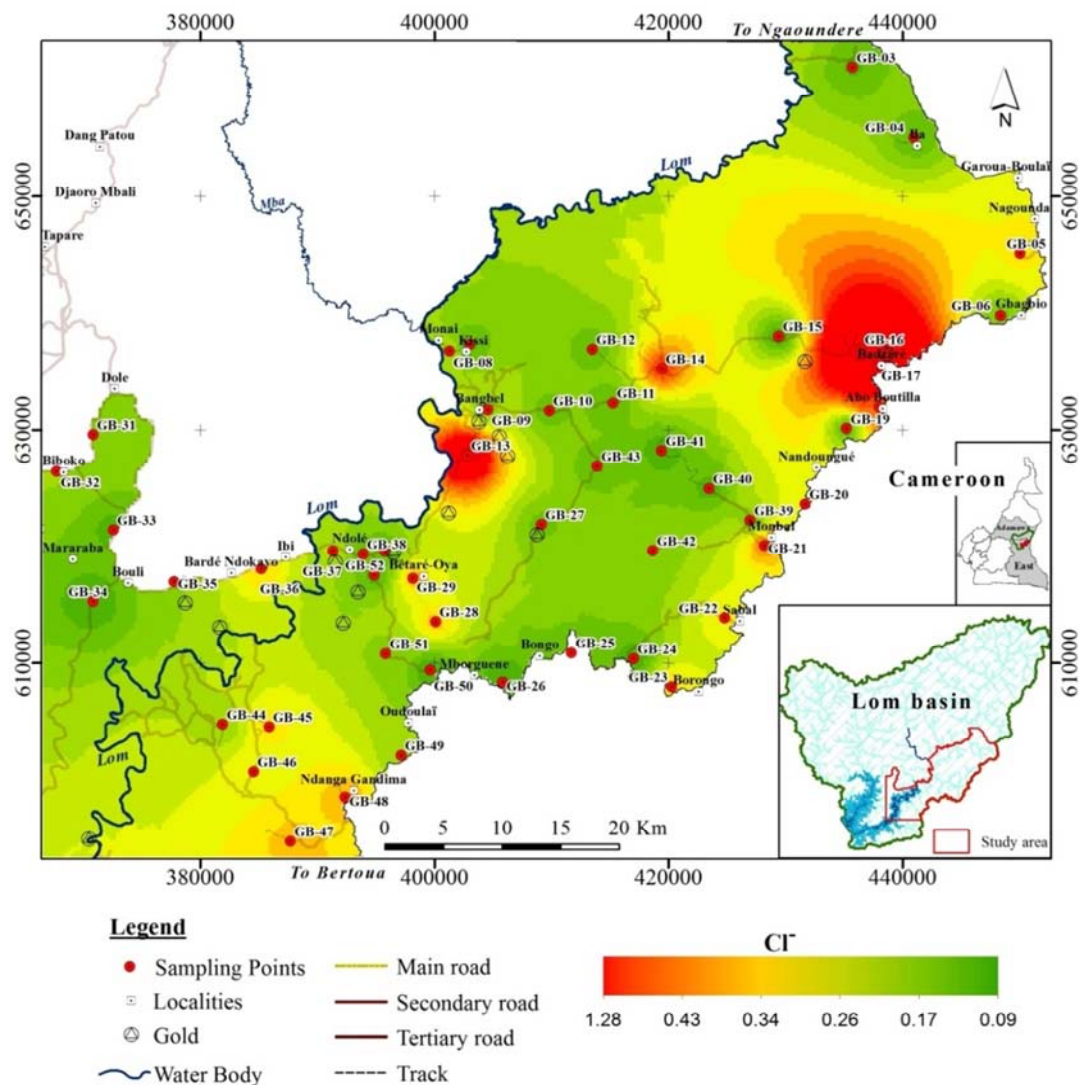 380000 400000 420000 440000
To Ngaoundere
GB-03
N
Dang Patou
GB-04
Ba
Lom
Garoua-Boulaï
650000
650000
Djaoro Mbali
Mba
Nagounda
Tapare
GB-05
GB-06
Gbagbio
Monai
GB-15
Kissi
GB-12
GB-16
GB-08
GB-14
GB-17
Dole
Bangbel
GB-10
GB-11
Abo Boutilla
GB-09
GB-31
GB-19
630000
630000
GB-13
GB-41
Biboko
GB-32
GB-43
Nandoungué
Cameroon
GB-40
Lom
GB-33
GB-27
GB-39
GB-20
Adamawa
Mararaba
Ibi
Ndolé
GB-38
Monbal
Bardé Ndokayo
GB-42
GB-21
Bouli
GB-37
GB-52
Bétaré-Oya
East
GB-35
GB-36
GB-29
GB-34
GB-28
GB-22
Sabal
GB-51
Bongo
GB-25
GB-24
610000
610000
Mborguene
GB-50
GB-26
GB-23
Borongo
Lom basin
Oudoulaï
GB-44
GB-45
Lom
GB-49
GB-46
Ndanga Gandima
GB-48
GB-47
0 5 10 15 20 Km
Study area
To Bertoua
380000 400000 420000 440000
Legend
Sampling Points
Localities
Gold
Water Body
Main road
Secondary road
Tertiary road
Track
Cl⁻
1.28 0.43 0.34 0.26 0.17 0.09